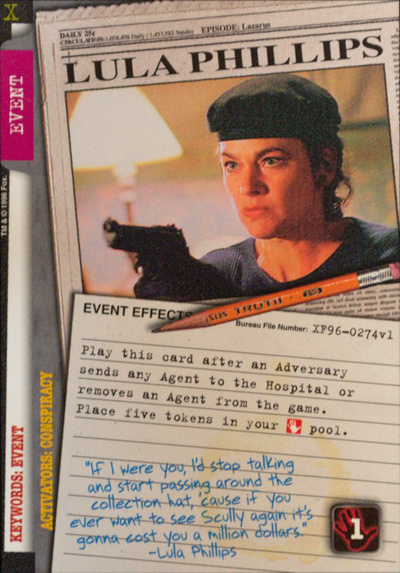 X
EVENT
TM & © 1996 Fox.
KEYWORDS: EVENT
ACTIVATORS: CONSPIRACY
DAILY 25¢
EPISODE: Lazarus
LULA PHILLIPS
TRUTH · 69
EVENT EFFECTS
Bureau File Number: XF96-0274v1
Play this card after an Adversary
sends any Agent to the Hospital or
removes an Agent from the game.
Place five tokens in your pool.
"If I were you, I'd stop talking
and start passing around the
collection hat, 'cause if you
ever want to see Scully again it's
gonna cost you a million dollars."
-Lula Phillips
1